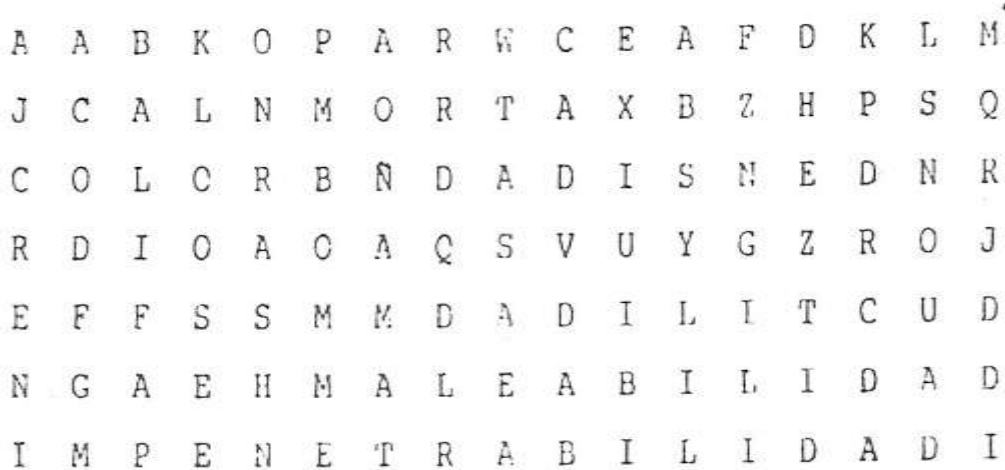 A A B K O P A R W C E A F D K L M
J C A L N M O R T A X B Z H P S Q
C O L C R B Ñ D A D I S N E D N R
R D I O A O A Q S V U Y G Z R O J
E F F S S M M D A D I L I T C U D
N G A E H M A L E A B I L I D A D
I M P E N E T R A B I L I D A D I